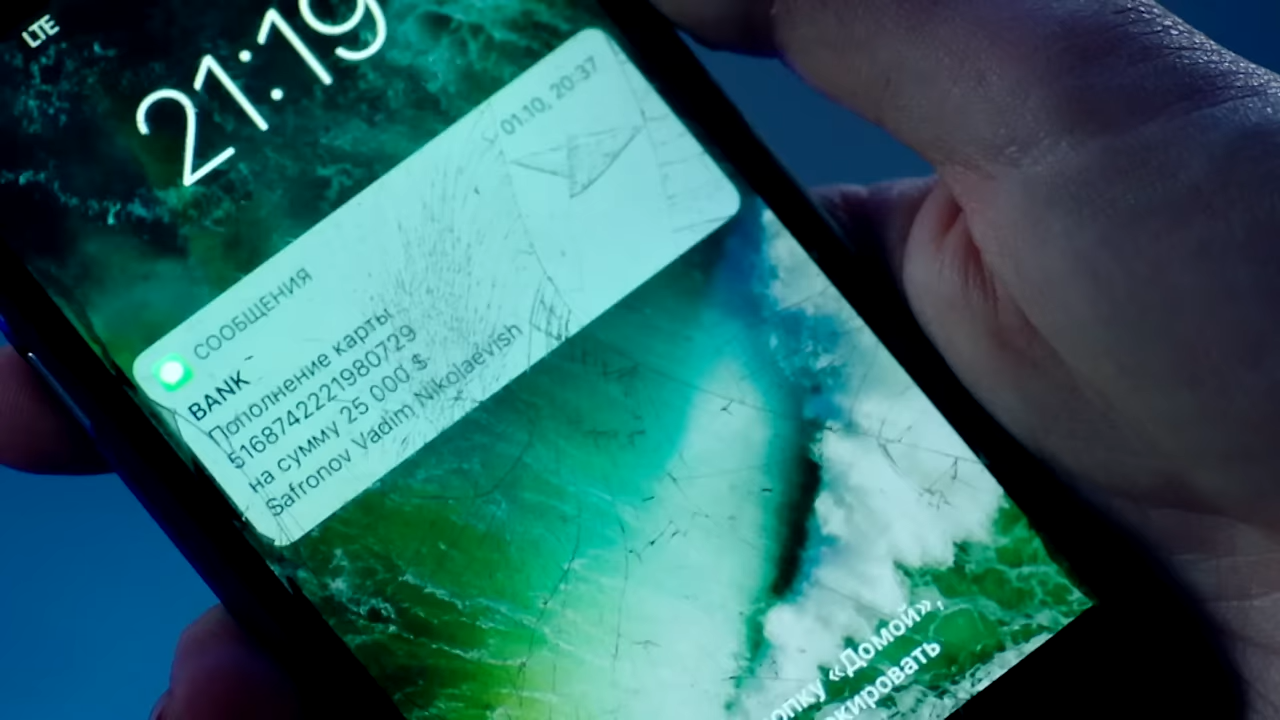 LTE
21:19
СООБЩЕНИЯ
01.10, 20:37
BANK
Пополнение карты
5168742221980729
на сумму 25 000 $
Safronov Vadim Nikolaevish
«Домой»,